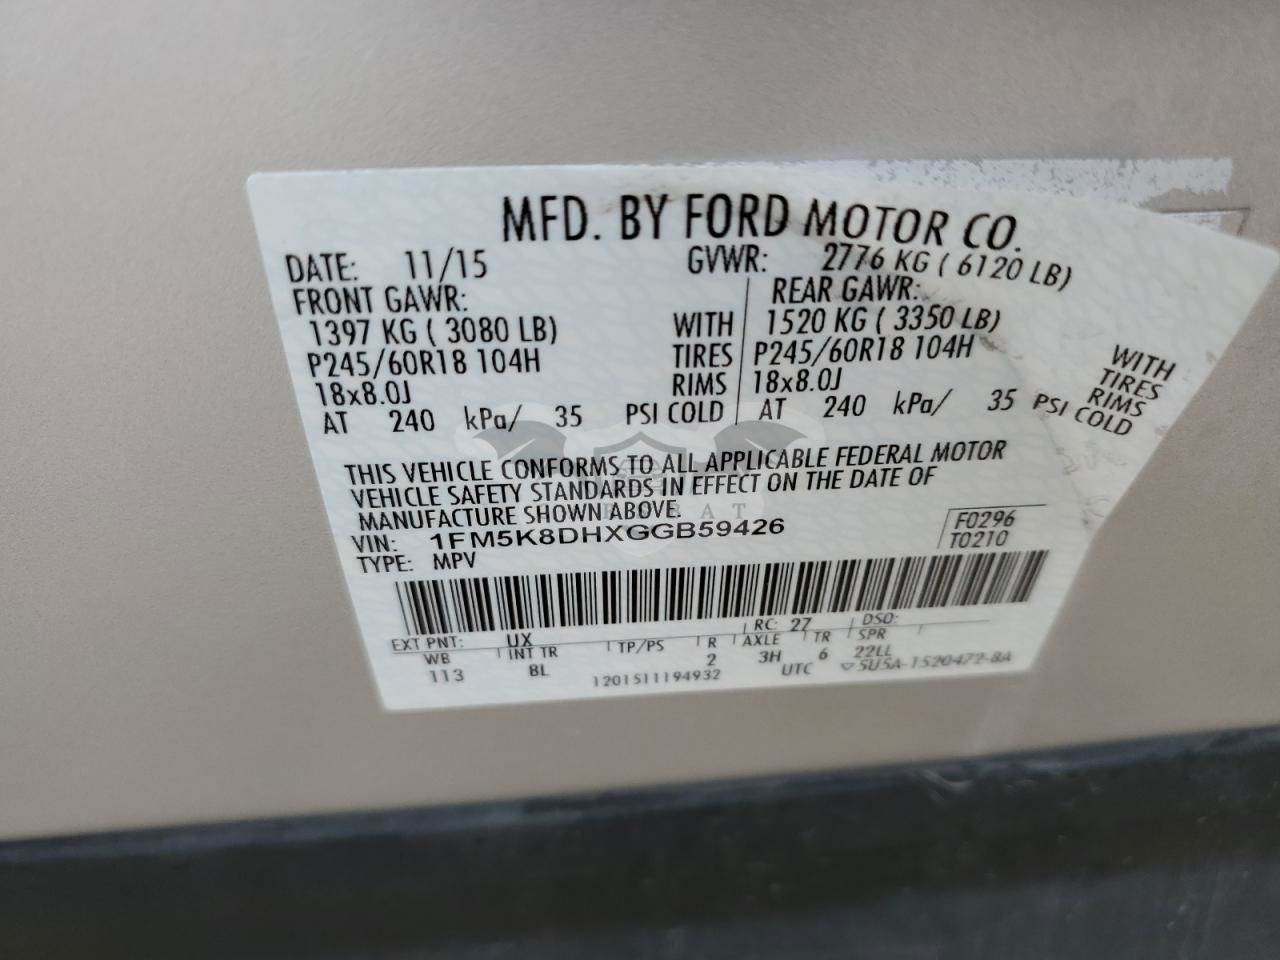 MFD. BY FORD MOTOR CO.
DATE: 11/15 GVWR: 2776 KG ( 6120 LB)
FRONT GAWR: REAR GAWR:
1397 KG ( 3080 LB) WITH 1520 KG ( 3350 LB) WITH
P245/60R18 104H TIRES P245/60R18 104H TIRES
18x8.0J RIMS 18x8.0J RIMS
AT 240 kPa/ 35 PSI COLD AT 240 kPa/ 35 PSI COLD
THIS VEHICLE CONFORMS TO ALL APPLICABLE FEDERAL MOTOR
VEHICLE SAFETY STANDARDS IN EFFECT ON THE DATE OF
MANUFACTURE SHOWN ABOVE.
VIN: 1FM5K8DHXGGB59426 F0296
TYPE: MPV T0210
EXT PNT: UX RC: 27 DSO:
WB INT TR TP/PS R AXLE TR SPR
113 8L 2 3H 6 22LL
1201511194932 UTC ▽5U5A-1520472-8A